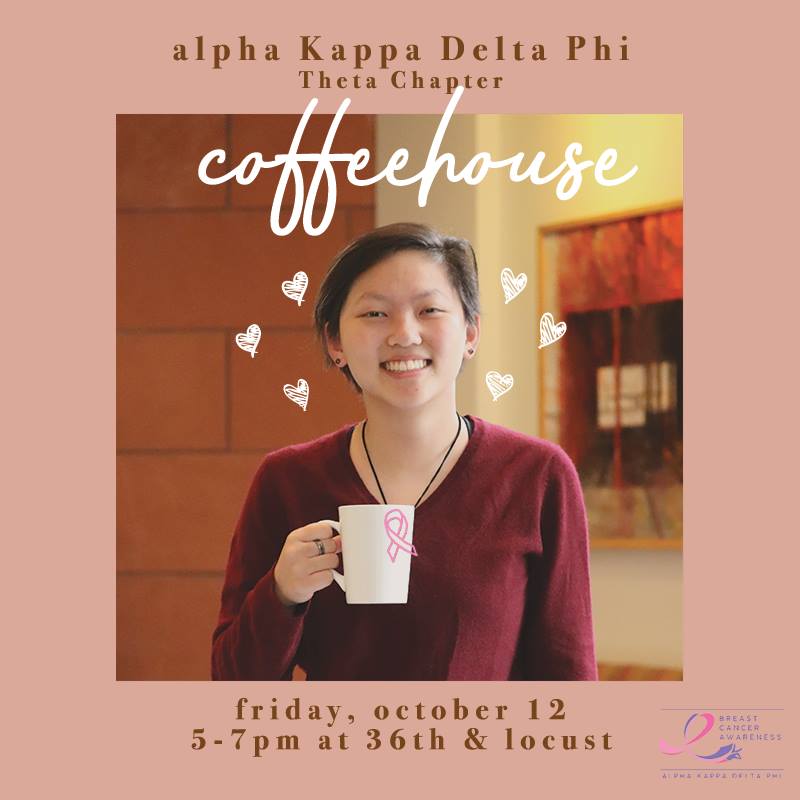 alpha Kappa Delta Phi
Theta Chapter
coffeehouse
friday, october 12
5-7pm at 36th & locust
BREAST
CANCER
AWARENESS
ALPHA KAPPA DELTA PHI